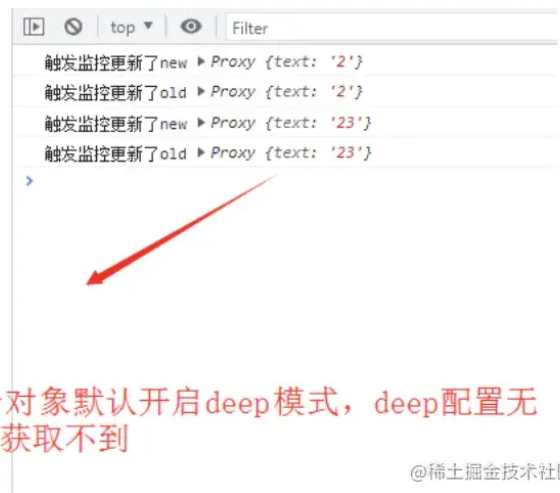 top ▼ Filter
触发监控更新了new ▶ Proxy {text: '2'}
触发监控更新了old ▶ Proxy {text: '2'}
触发监控更新了new ▶ Proxy {text: '23'}
触发监控更新了old ▶ Proxy {text: '23'}
>
对象默认开启deep模式，deep配置无
获取不到
@稀土掘金技术社